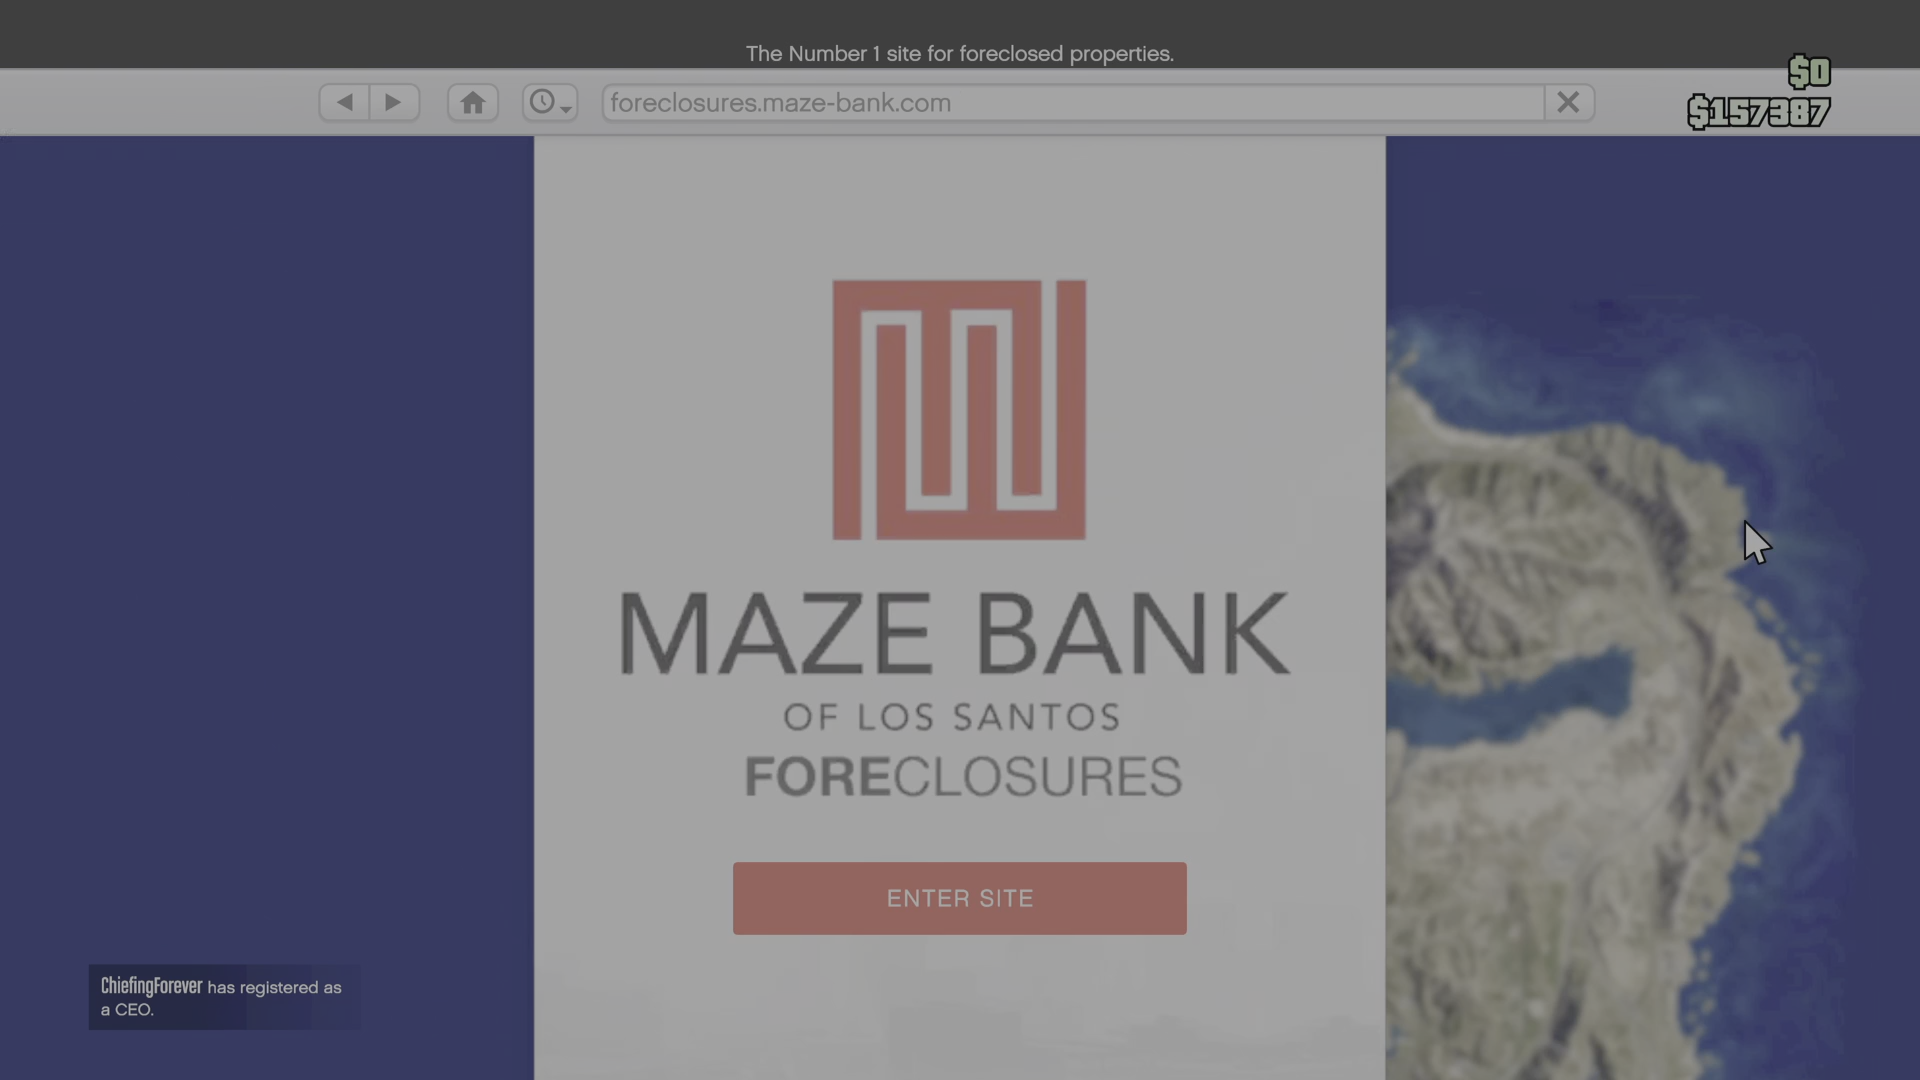 The Number 1 site for foreclosed properties.
$0
foreclosures.maze-bank.com
$157387
MAZE BANK
OF LOS SANTOS
FORECLOSURES
ENTER SITE
ChiefingForever has registered as
a CEO.